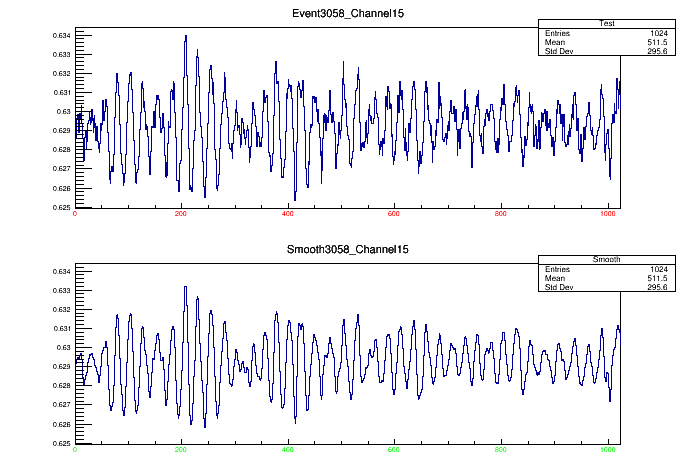 Event3058_Channel15
Test
Entries 1024
Mean 511.5
Std Dev 295.6
0.634
0.633
0.632
0.631
0.63
0.629
0.628
0.627
0.626
0.625
0 200 400 600 800 1000
Smooth3058_Channel15
Smooth
Entries 1024
Mean 511.5
Std Dev 295.6
0.634
0.633
0.632
0.631
0.63
0.629
0.628
0.627
0.626
0.625
0 200 400 600 800 1000